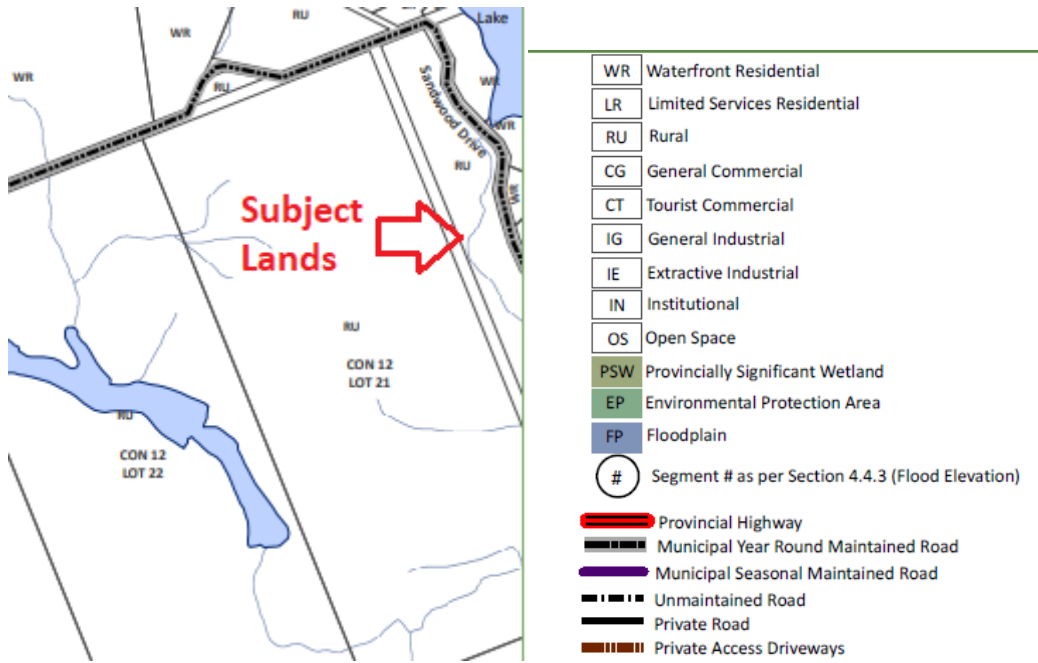 RU
Lake
WR
WR
RU
WR
Sandwood Drive
WR
RU
WR
Subject
Lands
RU
CON 12
LOT 21
RU
CON 12
LOT 22
WR Waterfront Residential
LR Limited Services Residential
RU Rural
CG General Commercial
CT Tourist Commercial
IG General Industrial
IE Extractive Industrial
IN Institutional
OS Open Space
PSW Provincially Significant Wetland
EP Environmental Protection Area
FP Floodplain
# Segment # as per Section 4.4.3 (Flood Elevation)
Provincial Highway
Municipal Year Round Maintained Road
Municipal Seasonal Maintained Road
Unmaintained Road
Private Road
Private Access Driveways